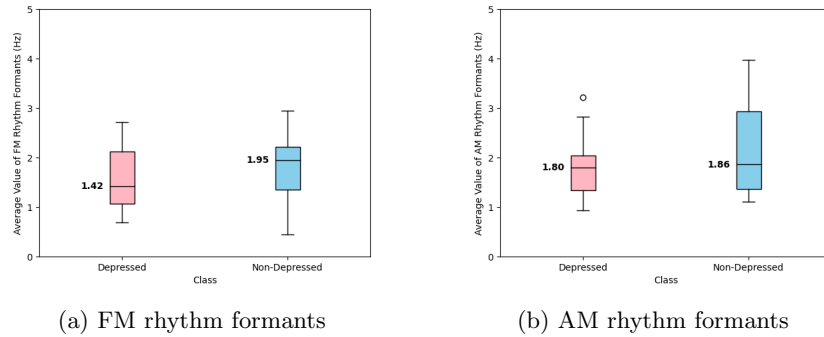 Average Value of FM Rhythm Formants (Hz)
5
4
3
2
1
0
1.42
1.95
Depressed
Non-Depressed
Class
(a) FM rhythm formants
Average Value of AM Rhythm Formants (Hz)
5
4
3
2
1
0
1.80
1.86
Depressed
Non-Depressed
Class
(b) AM rhythm formants